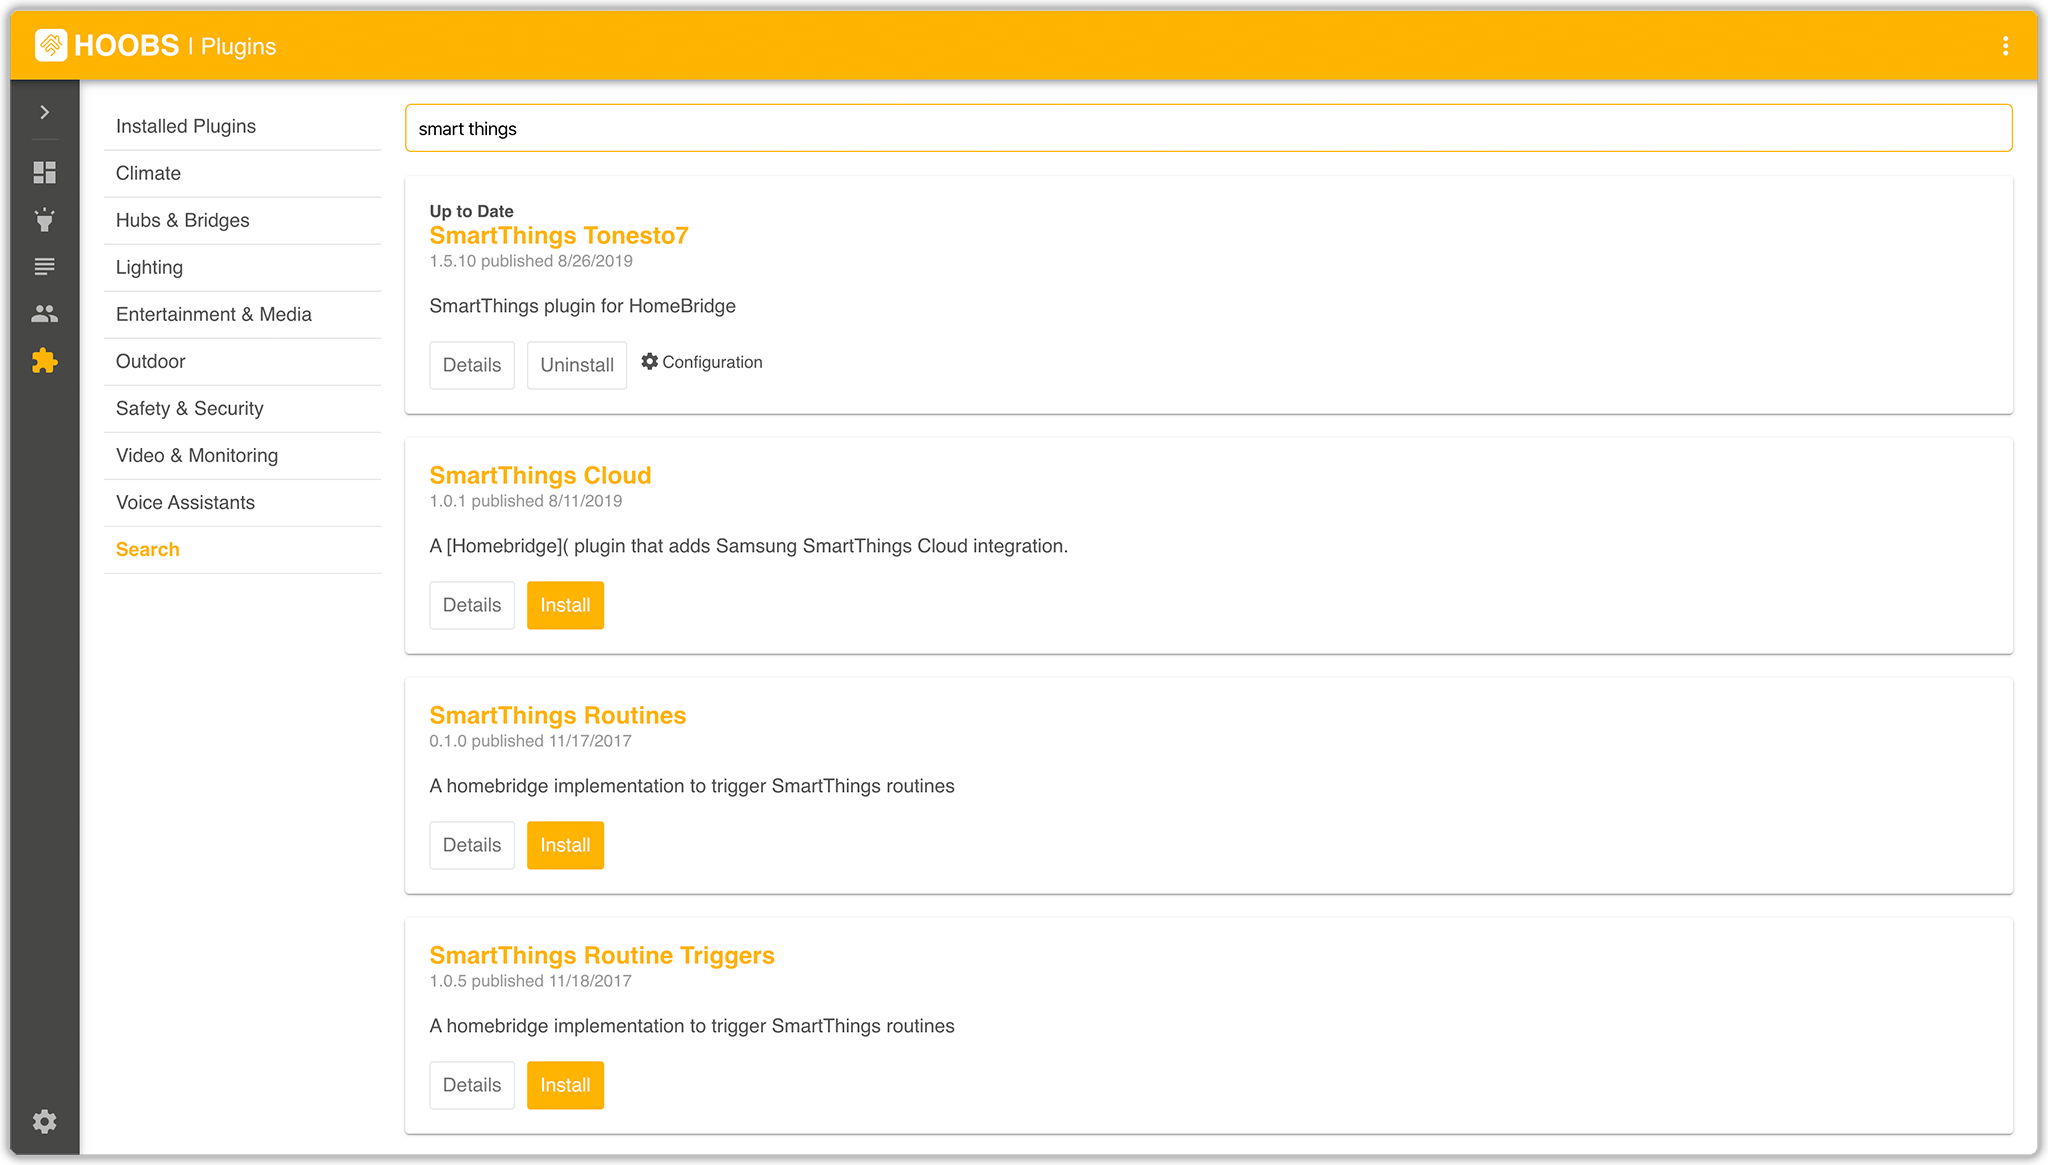 HOOBS | Plugins
Installed Plugins
Climate
Hubs & Bridges
Lighting
Entertainment & Media
Outdoor
Safety & Security
Video & Monitoring
Voice Assistants
Search
smart things
Up to Date
SmartThings Tonesto7
1.5.10 published 8/26/2019
SmartThings plugin for HomeBridge
Details Uninstall Configuration
SmartThings Cloud
1.0.1 published 8/11/2019
A [Homebridge]( plugin that adds Samsung SmartThings Cloud integration.
Details Install
SmartThings Routines
0.1.0 published 11/17/2017
A homebridge implementation to trigger SmartThings routines
Details Install
SmartThings Routine Triggers
1.0.5 published 11/18/2017
A homebridge implementation to trigger SmartThings routines
Details Install